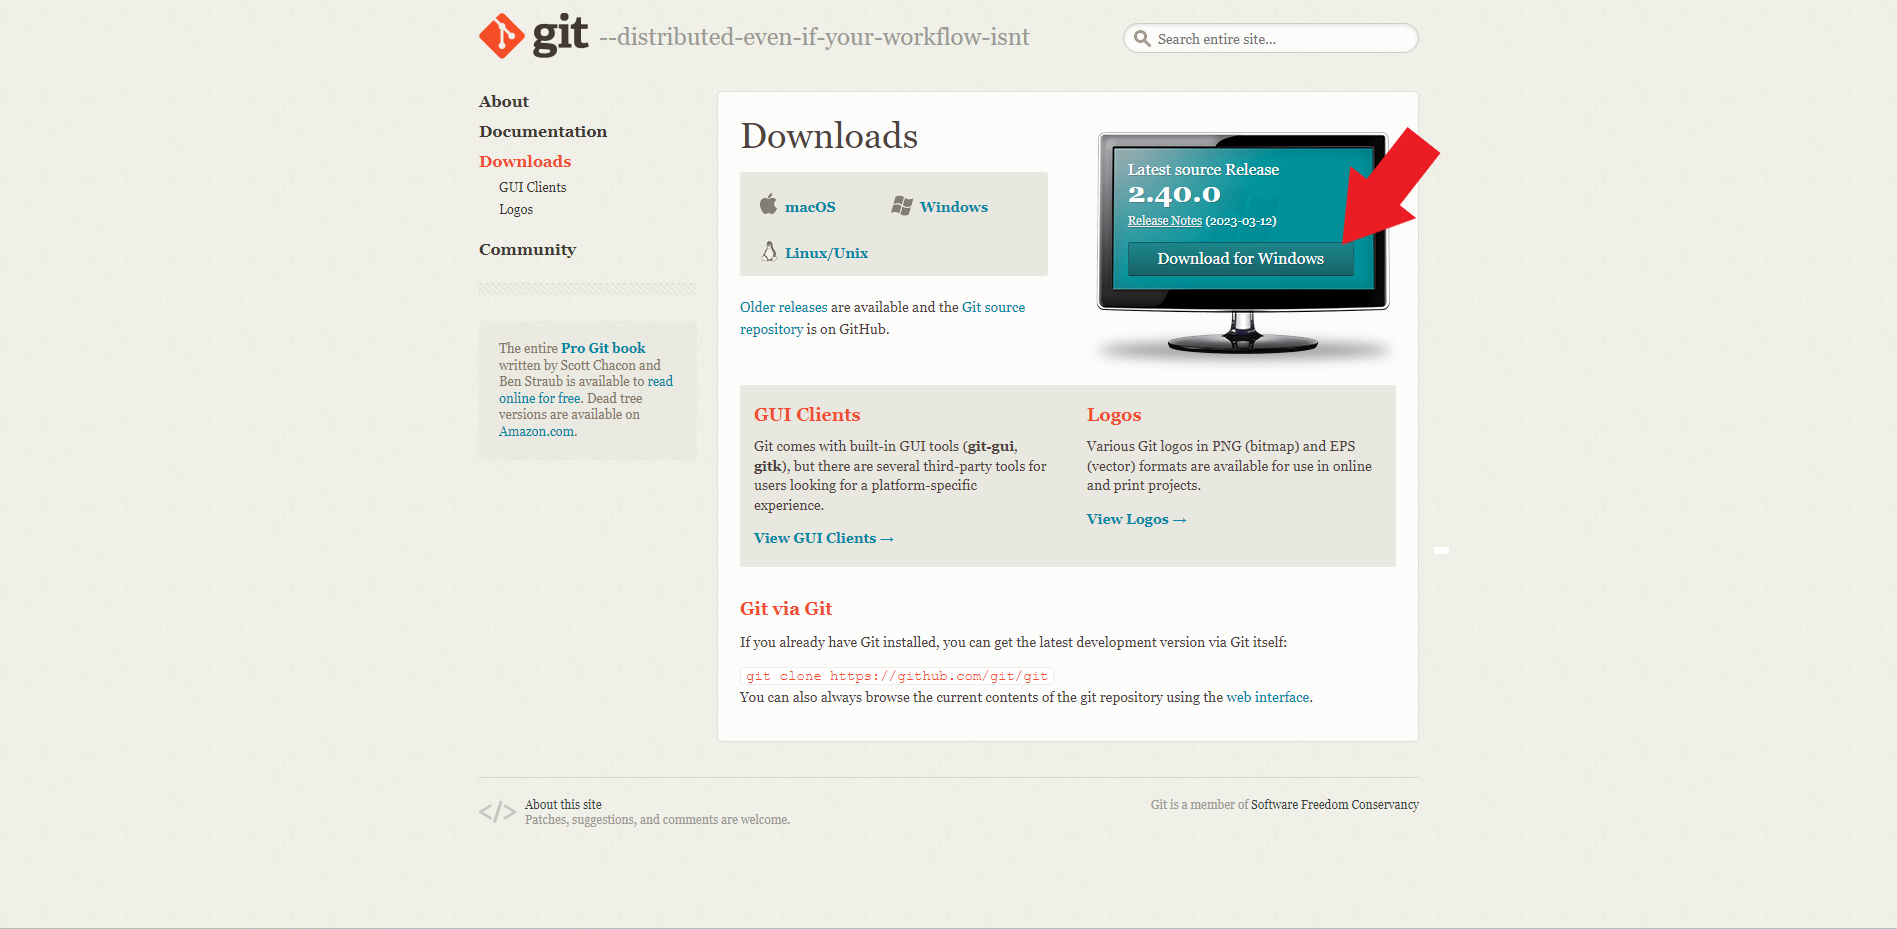 git --distributed-even-if-your-workflow-isnt
Search entire site...
About
Documentation
Downloads
GUI Clients
Logos
Community
The entire Pro Git book
written by Scott Chacon and
Ben Straub is available to read
online for free. Dead tree
versions are available on
Amazon.com.
Downloads
macOS
Windows
Linux/Unix
Older releases are available and the Git source
repository is on GitHub.
Latest source Release
2.40.0
Release Notes (2023-03-12)
Download for Windows
GUI Clients
Git comes with built-in GUI tools (git-gui,
gitk), but there are several third-party tools for
users looking for a platform-specific
experience.
View GUI Clients →
Logos
Various Git logos in PNG (bitmap) and EPS
(vector) formats are available for use in online
and print projects.
View Logos →
Git via Git
If you already have Git installed, you can get the latest development version via Git itself:
git clone https://github.com/git/git
You can also always browse the current contents of the git repository using the web interface.
</> About this site
Patches, suggestions, and comments are welcome.
Git is a member of Software Freedom Conservancy